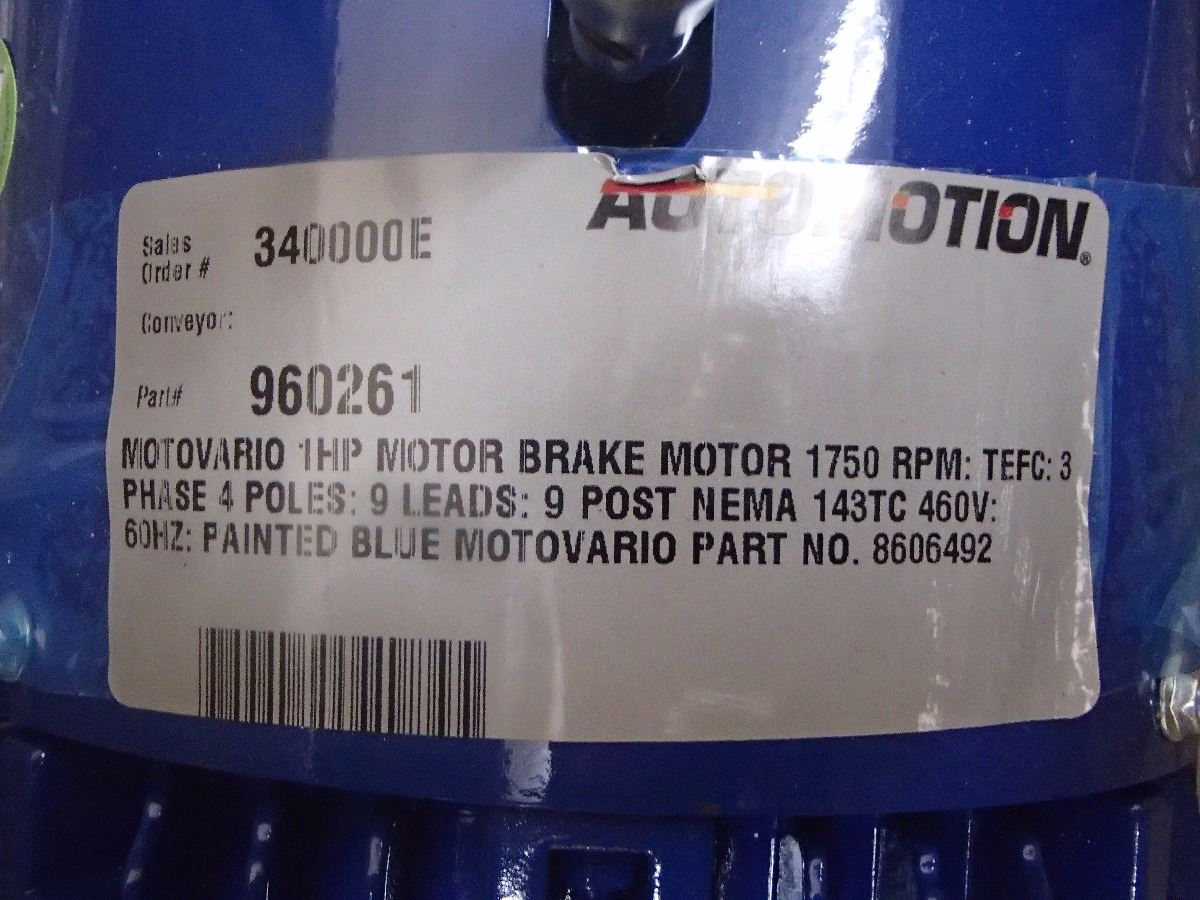 AUTOMOTION®
Sales
Order # 340000E
Conveyor:
Part# 960261
MOTOVARIO 1HP MOTOR BRAKE MOTOR 1750 RPM: TEFC: 3
PHASE 4 POLES: 9 LEADS: 9 POST NEMA 143TC 460V:
60HZ: PAINTED BLUE MOTOVARIO PART NO. 8606492